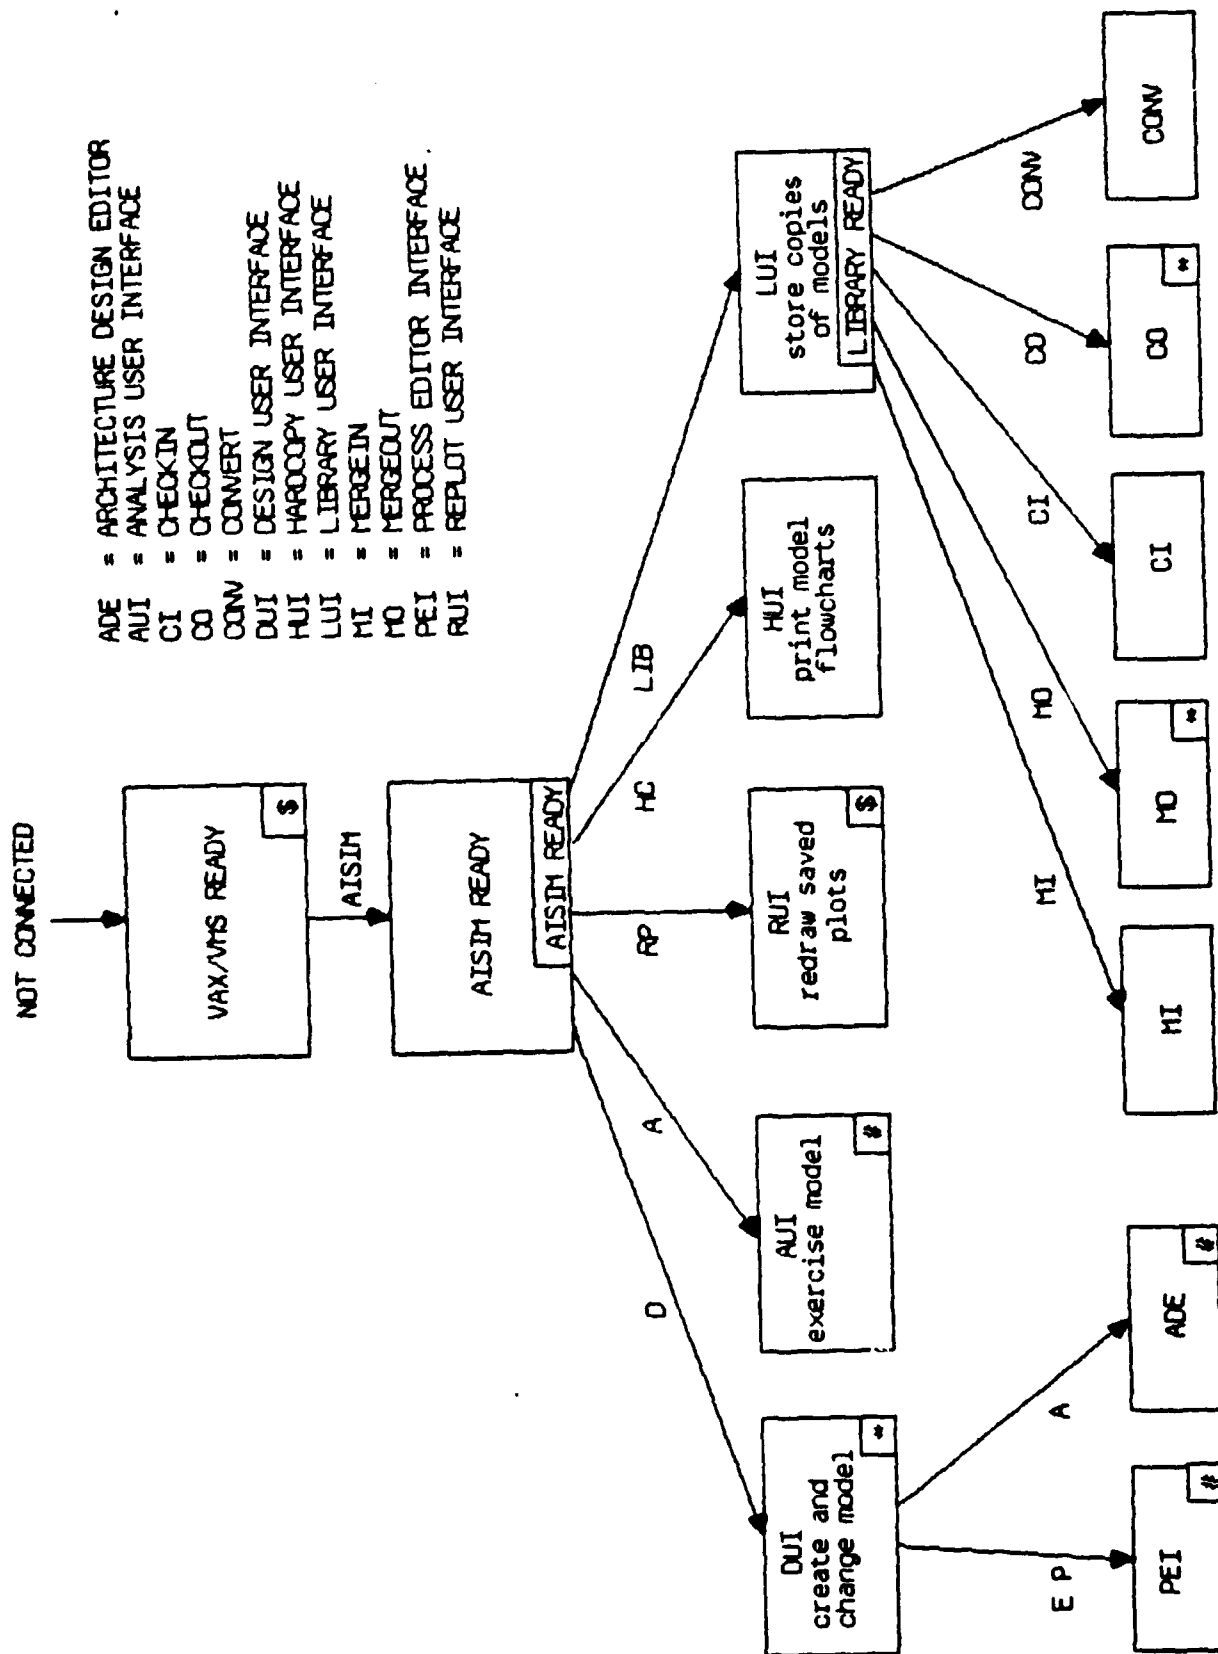 NOT CONNECTED
VAX/VMS READY
$
AISIM
AISIM READY
AISIM READY
ADE = ARCHITECTURE DESIGN EDITOR
AUI = ANALYSIS USER INTERFACE
CI = CHECKIN
CO = CHECKOUT
CONV = CONVERT
DUI = DESIGN USER INTERFACE
HUI = HARDCOPY USER INTERFACE
LUI = LIBRARY USER INTERFACE
MI = MERGEIN
MO = MERGEOUT
PEI = PROCESS EDITOR INTERFACE
RUI = REPLOT USER INTERFACE
D
A
RP
HC
LIB
DUI
create and
change model
*
AUI
exercise model
#
RUI
redraw saved
plots
$
HUI
print model
flowcharts
LUI
store copies
of models
LIBRARY READY
E P
A
MI
MO
CI
CO
CONV
PEI
#
ADE
#
MI
MO
*
CI
CO
*
CONV